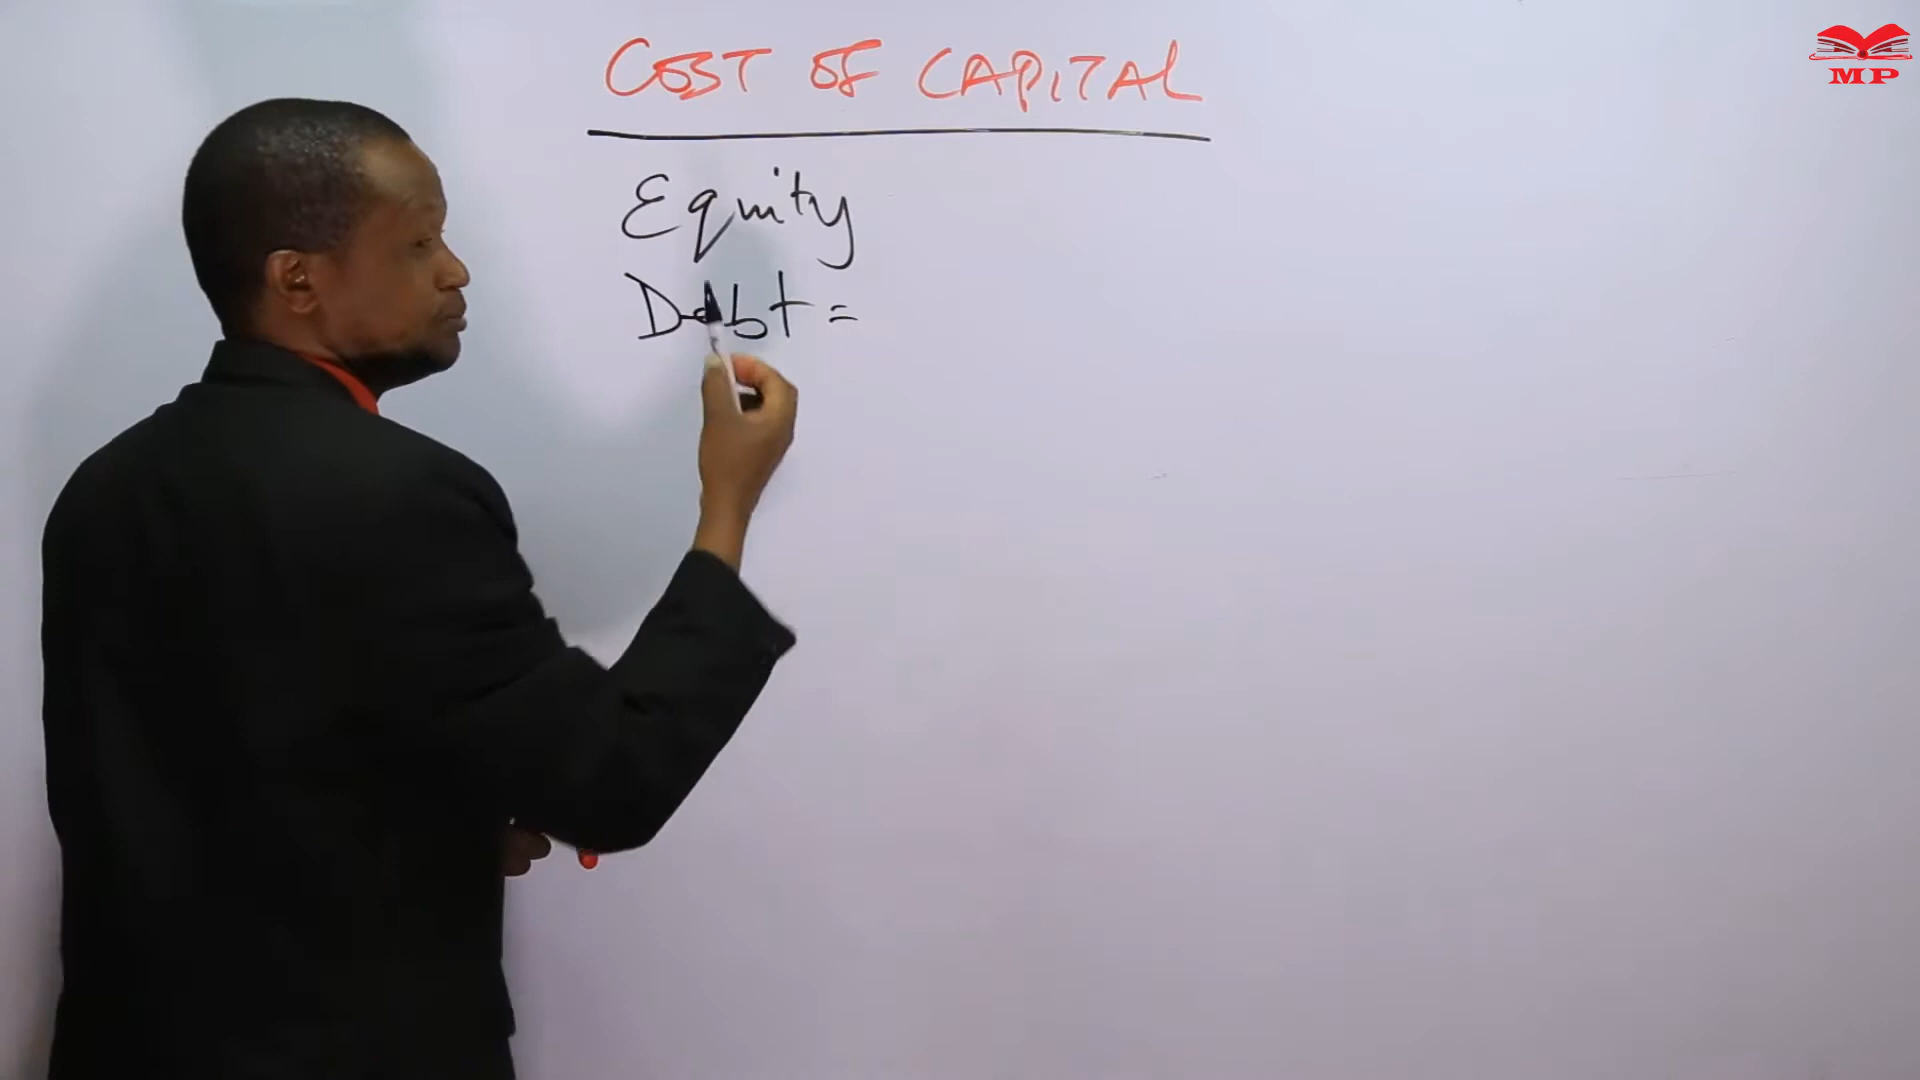 COST OF CAPITAL
Equity
Debt =
MP